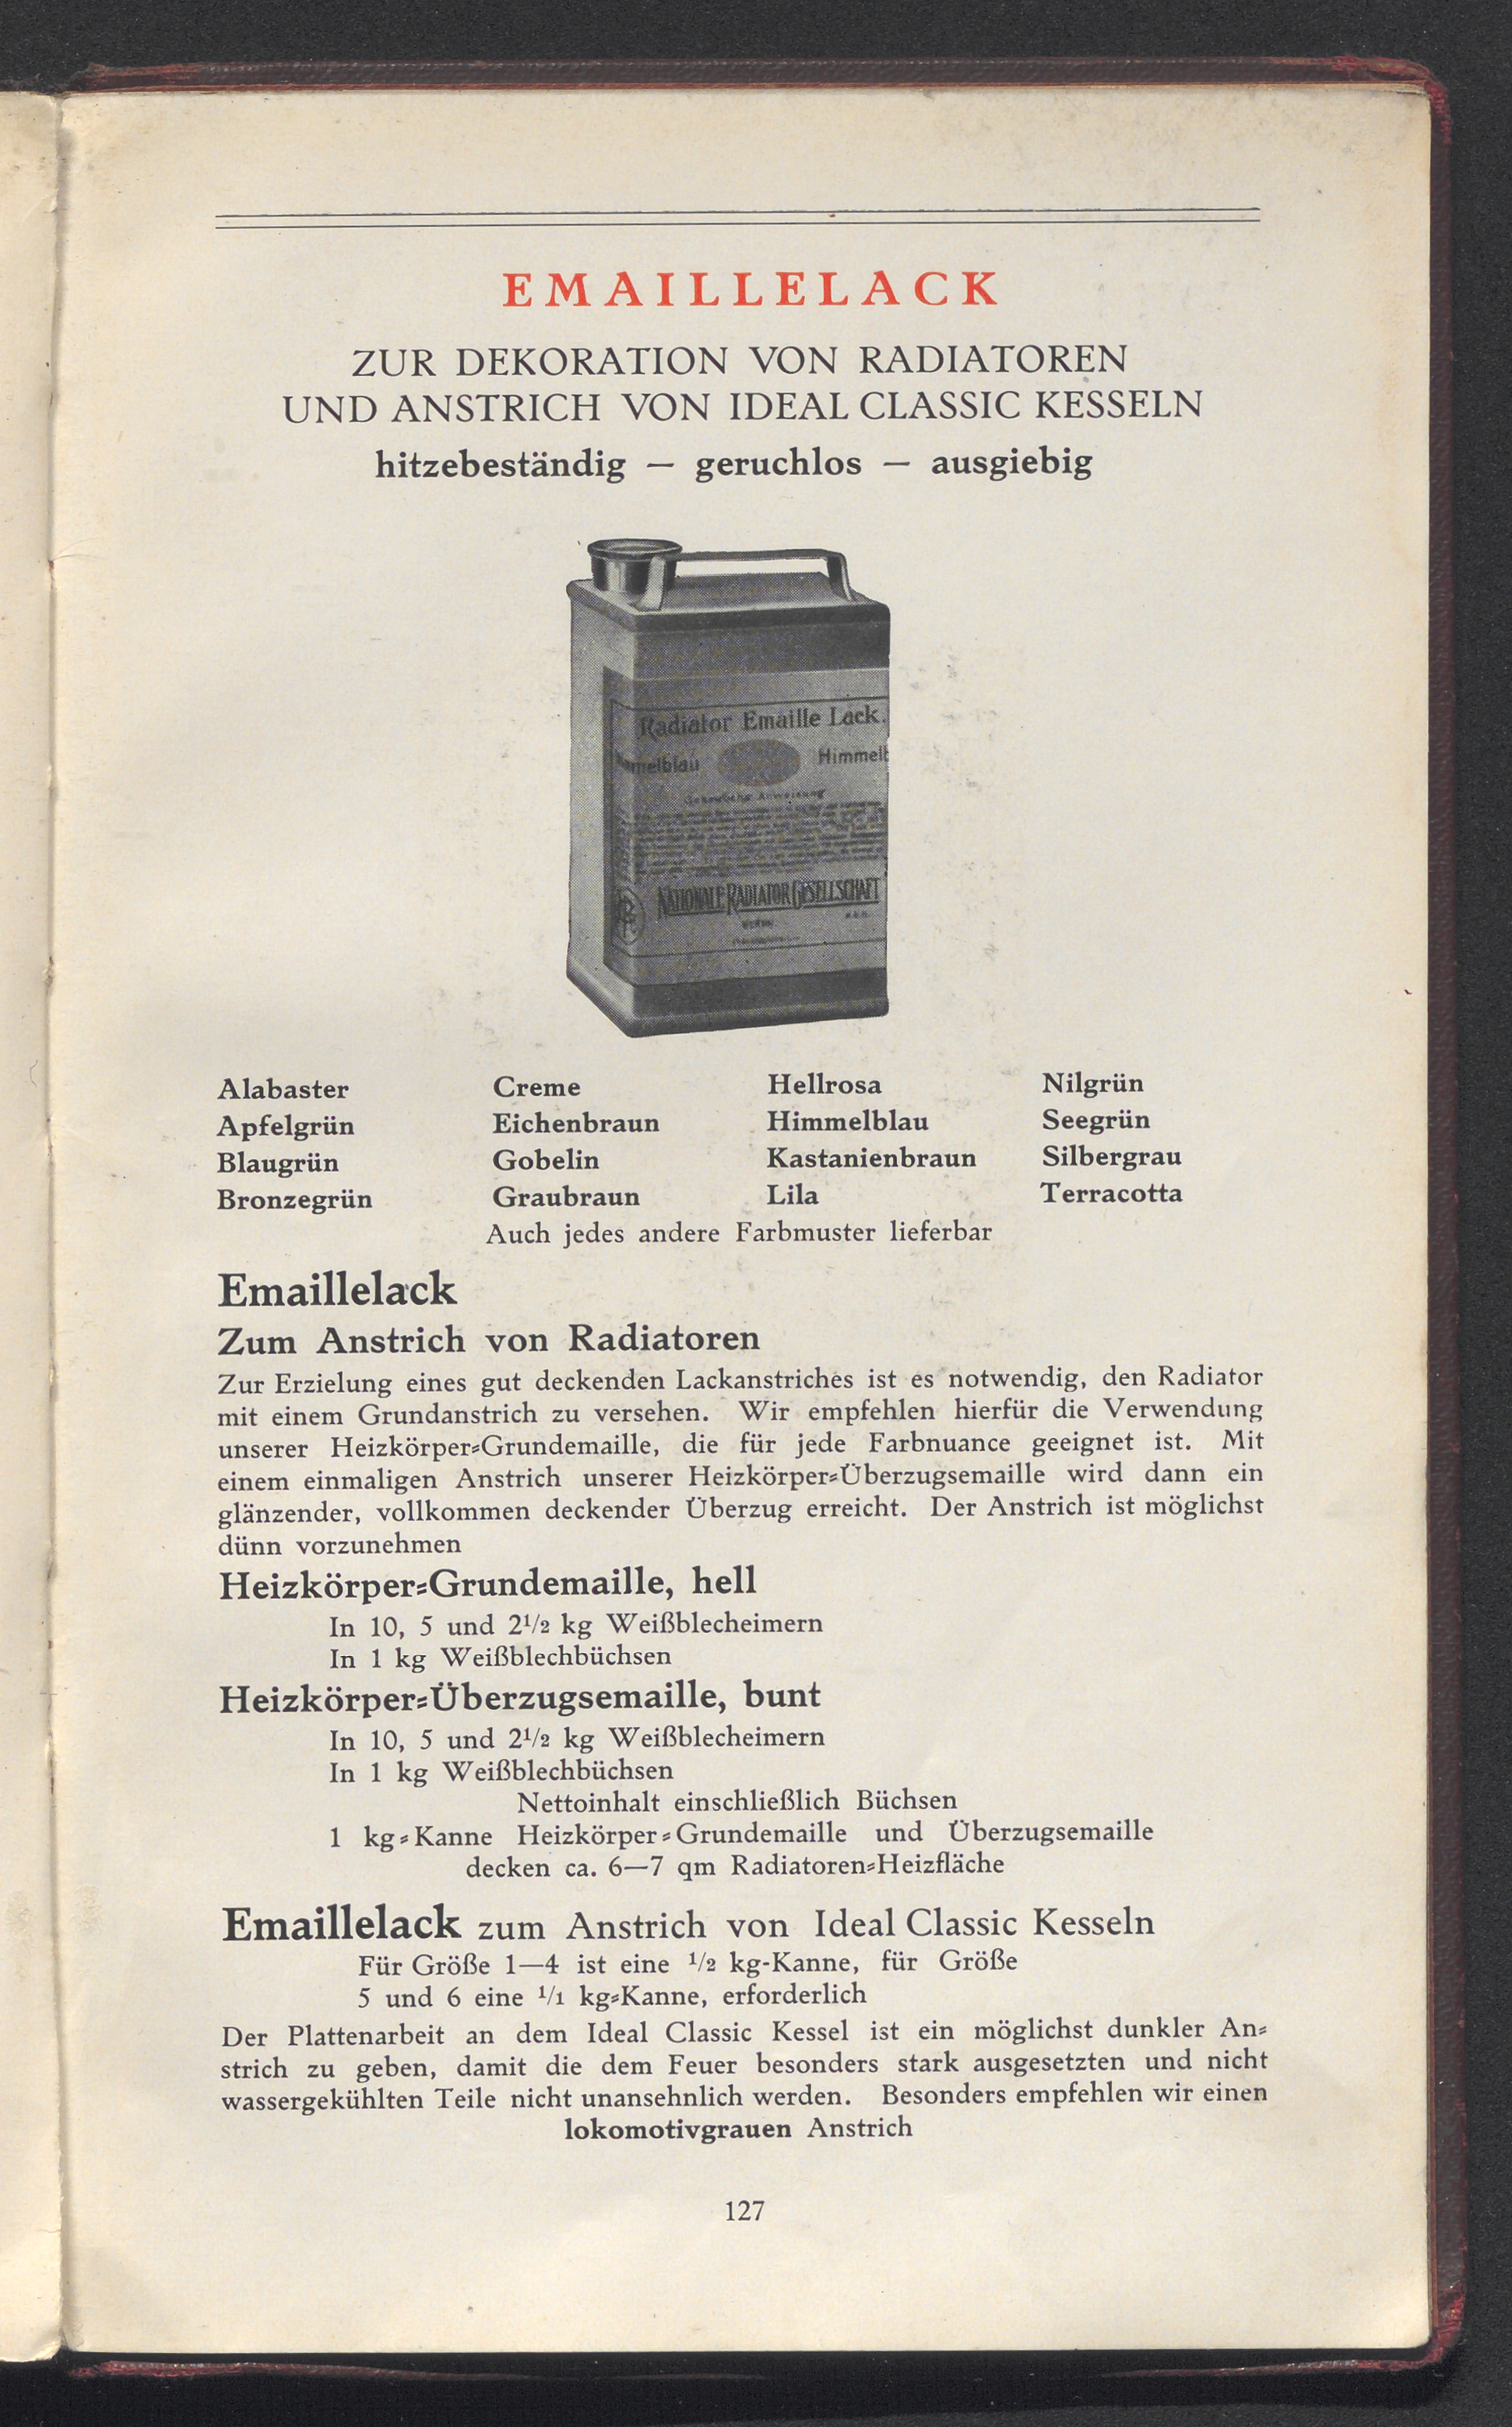 EMAILLELACK
ZUR DEKORATION VON RADIATOREN
UND ANSTRICH VON IDEAL CLASSIC KESSELN
hitzebeständig — geruchlos — ausgiebig
Radiator Emaille Lack.
Himmelb
NATIONALE RADIATOR GESELLSCHAFT
Alabaster Creme Hellrosa Nilgrün
Apfelgrün Eichenbraun Himmelblau Seegrün
Blaugrün Gobelin Kastanienbraun Silbergrau
Bronzegrün Graubraun Lila Terracotta
Auch jedes andere Farbmuster lieferbar
Emaillelack
Zum Anstrich von Radiatoren
Zur Erzielung eines gut deckenden Lackanstriches ist es notwendig, den Radiator
mit einem Grundanstrich zu versehen. Wir empfehlen hierfür die Verwendung
unserer Heizkörper-Grundemaille, die für jede Farbnuance geeignet ist. Mit
einem einmaligen Anstrich unserer Heizkörper-Überzugsemaille wird dann ein
glänzender, vollkommen deckender Überzug erreicht. Der Anstrich ist möglichst
dünn vorzunehmen
Heizkörper-Grundemaille, hell
In 10, 5 und 2½ kg Weißblecheimern
In 1 kg Weißblechbüchsen
Heizkörper-Überzugsemaille, bunt
In 10, 5 und 2½ kg Weißblecheimern
In 1 kg Weißblechbüchsen
Nettoinhalt einschließlich Büchsen
1 kg-Kanne Heizkörper-Grundemaille und Überzugsemaille
decken ca. 6—7 qm Radiatoren-Heizfläche
Emaillelack zum Anstrich von Ideal Classic Kesseln
Für Größe 1—4 ist eine ½ kg-Kanne, für Größe
5 und 6 eine 1/1 kg-Kanne, erforderlich
Der Plattenarbeit an dem Ideal Classic Kessel ist ein möglichst dunkler An-
strich zu geben, damit die dem Feuer besonders stark ausgesetzten und nicht
wassergekühlten Teile nicht unansehnlich werden. Besonders empfehlen wir einen
lokomotivgrauen Anstrich
127